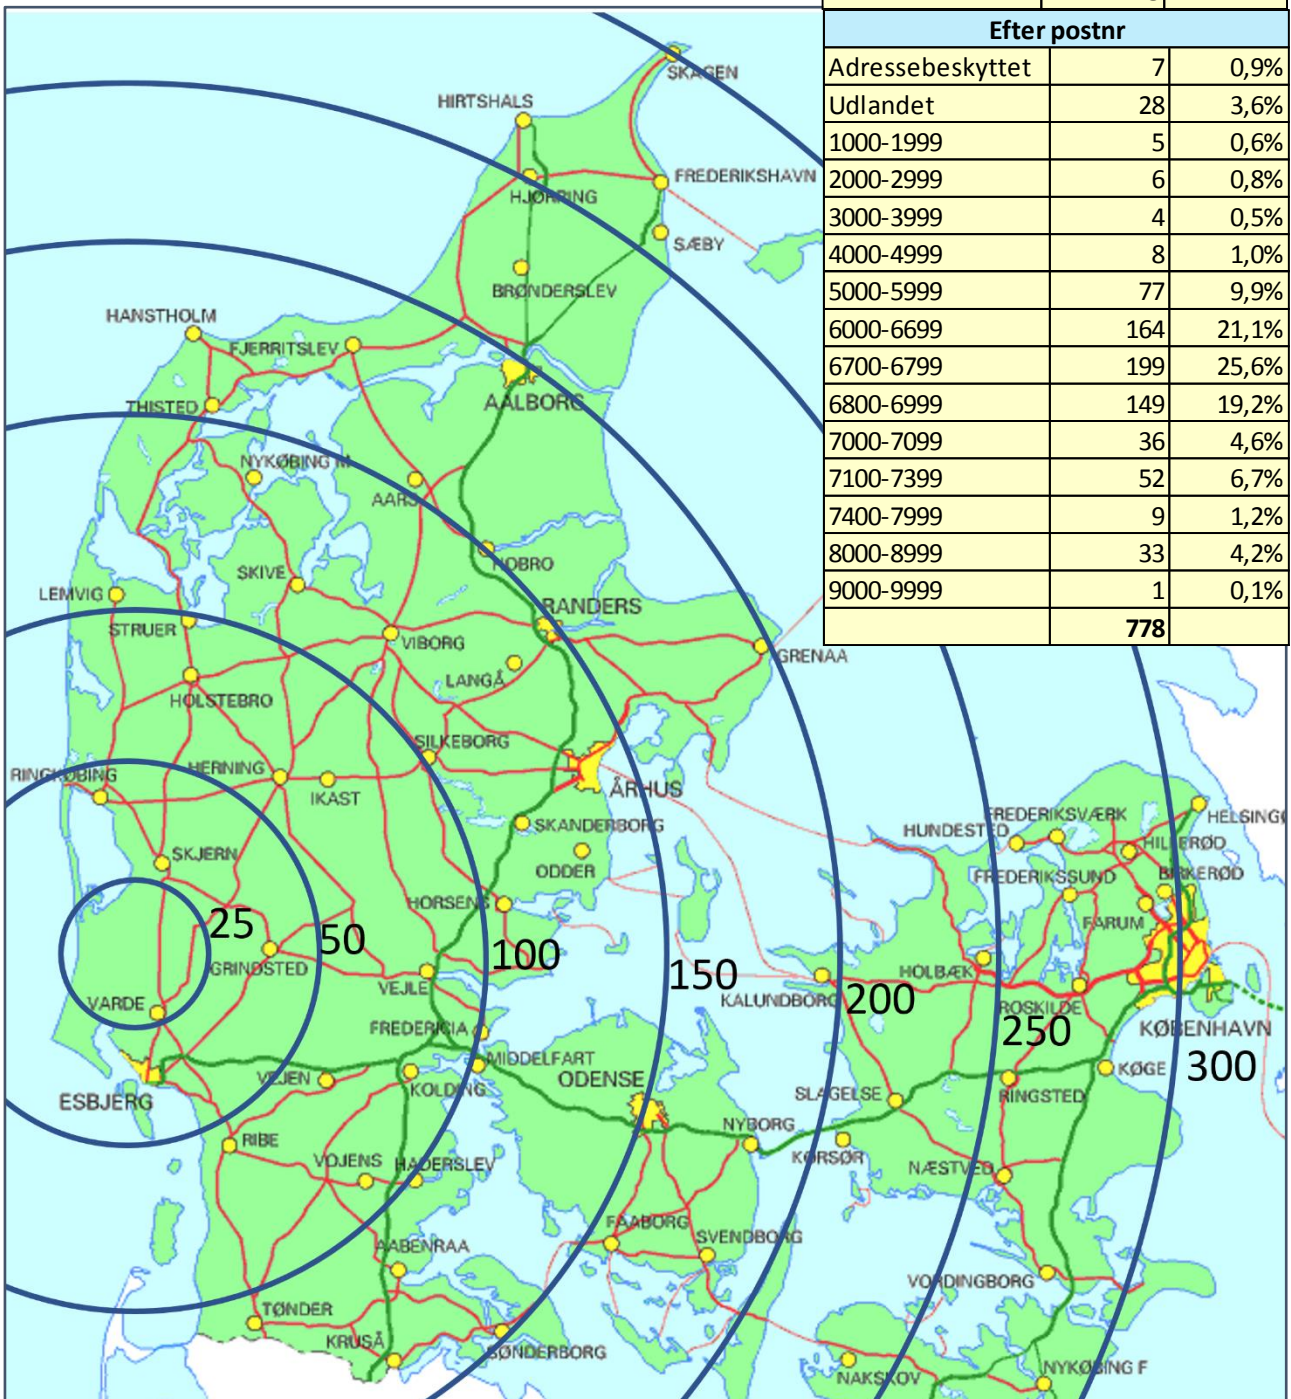 Efter postnr
Adressebeskyttet 7 0,9%
Udlandet 28 3,6%
1000-1999 5 0,6%
2000-2999 6 0,8%
3000-3999 4 0,5%
4000-4999 8 1,0%
5000-5999 77 9,9%
6000-6699 164 21,1%
6700-6799 199 25,6%
6800-6999 149 19,2%
7000-7099 36 4,6%
7100-7399 52 6,7%
7400-7999 9 1,2%
8000-8999 33 4,2%
9000-9999 1 0,1%
778
SKAGEN
HIRTSHALS
FREDERIKSHAVN
HJØRRING
SÆBY
BRØNDERSLEV
HANSTHOLM
FJERRITSLEV
THISTED
AALBORG
NYKØBING M
AARS
HOBRO
SKIVE
LEMVIG
RANDERS
STRUER
VIBORG
GRENAA
LANGÅ
HOLSTEBRO
SILKEBORG
RINGKØBING
HERNING
IKAST
ÅRHUS
SKANDERBORG
FREDERIKSVÆRK
HELSINGØ
HUNDESTED
HILLERØD
SKJERN
ODDER
FREDERIKSSUND
BIRKERØD
HORSENS
FARUM
25
50
100
150
GRINDSTED
HOLBÆK
VEJLE
KALUNDBORG
200
VARDE
ROSKILDE
FREDERICIA
250
KØBENHAVN
MIDDELFART
ODENSE
KØGE
300
VEJEN
KOLDING
SLAGELSE
RINGSTED
ESBJERG
NYBORG
RIBE
KORSØR
VOJENS
HADERSLEV
NÆSTVED
FAABORG
SVENDBORG
AABENRAA
VORDINGBORG
TØNDER
KRUSÅ
SØNDERBORG
NAKSKOV
NYKØBING F